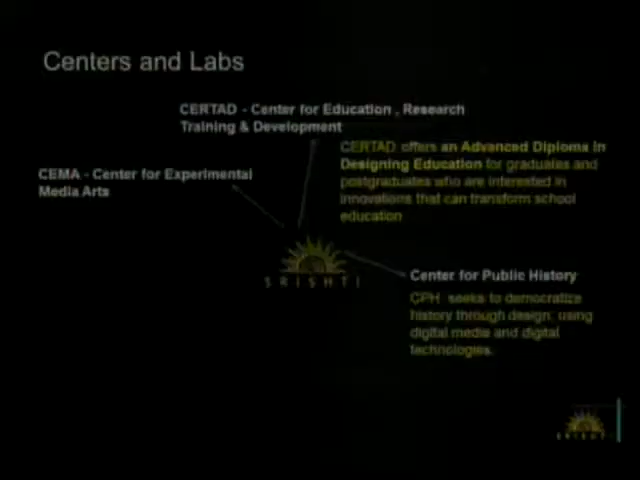 Centers and Labs
CERTAD - Center for Education , Research
Training & Development
CERTAD offers an Advanced Diploma in
Designing Education for graduates and
postgraduates who are interested in
innovations that can transform school
education
CEMA - Center for Experimental
Media Arts
SRISHTI
Center for Public History
CPH seeks to democratize
history through design; using
digital media and digital
technologies.
SRISHTI